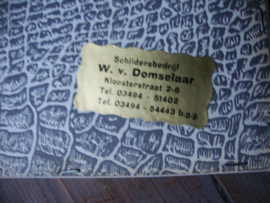 Schildersbedrijf
W. v. Domselaar
Kloosterstraat 2-6
Tel. 03494 - 51402
Tel. 03494 - 54443 b.g.g.